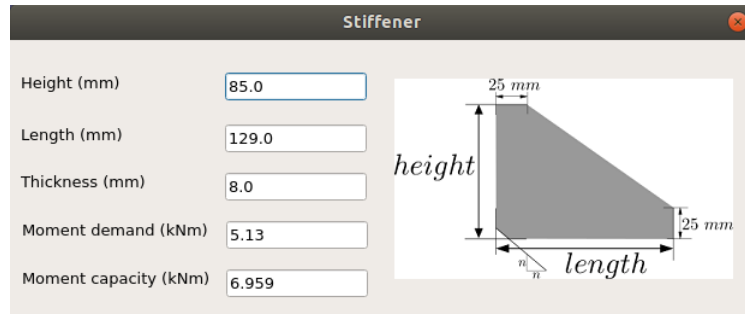 Stiffener
Height (mm)
85.0
Length (mm)
129.0
Thickness (mm)
8.0
Moment demand (kNm)
5.13
Moment capacity (kNm)
6.959
25 mm
height
25 mm
length
n
n